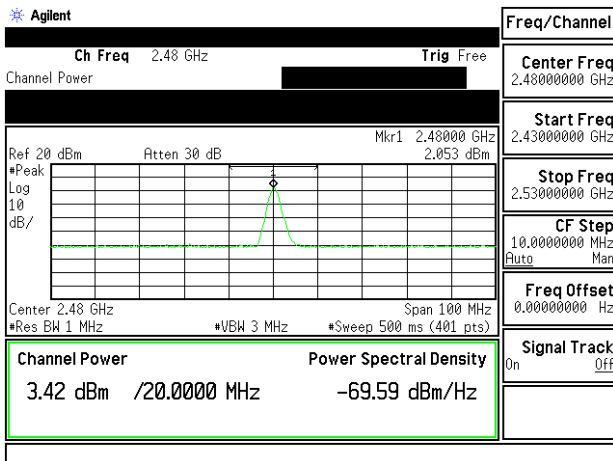 Agilent
Freq/Channel
Ch Freq 2.48 GHz Trig Free
Channel Power
Center Freq
2.48000000 GHz
Start Freq
2.43000000 GHz
Stop Freq
2.53000000 GHz
CF Step
10.0000000 MHz
Auto Man
Freq Offset
0.00000000 Hz
Signal Track
On Off
Mkr1 2.48000 GHz
Ref 20 dBm Atten 30 dB 2.053 dBm
#Peak
Log
10
dB/
1
Center 2.48 GHz Span 100 MHz
#Res BW 1 MHz #VBW 3 MHz #Sweep 500 ms (401 pts)
Channel Power Power Spectral Density
3.42 dBm /20.0000 MHz -69.59 dBm/Hz